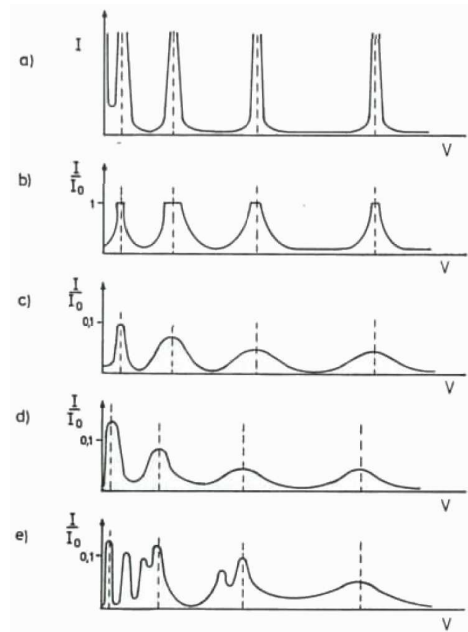 a)
I
V
b)
I
I₀
1
V
c)
I
I₀
0,1
V
d)
I
I₀
0,1
V
e)
I
I₀
0,1
V